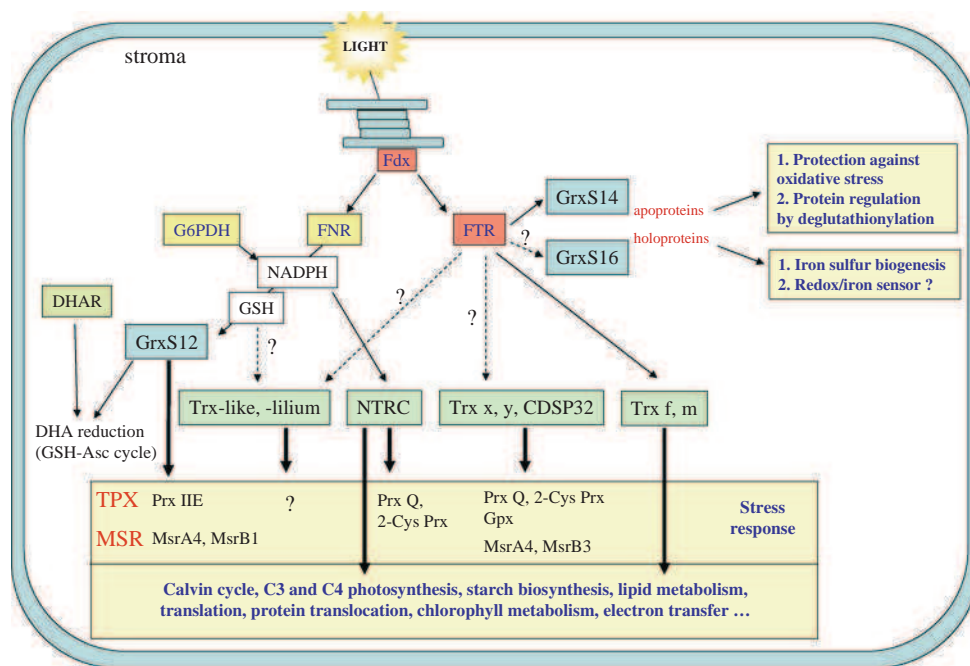 LIGHT
stroma
Fdx
GrxS14
apoproteins
1. Protection against
oxidative stress
2. Protein regulation
by deglutathionylation
G6PDH
FNR
FTR
?
holoproteins
GrxS16
1. Iron sulfur biogenesis
2. Redox/iron sensor ?
NADPH
DHAR
GSH
?
?
?
GrxS12
Trx-like, -lilium
NTRC
Trx x, y, CDSP32
Trx f, m
DHA reduction
(GSH-Asc cycle)
TPX
Prx IIE
?
Prx Q,
2-Cys Prx
Prx Q, 2-Cys Prx
Gpx
Stress
response
MSR
MsrA4, MsrB1
MsrA4, MsrB3
Calvin cycle, C3 and C4 photosynthesis, starch biosynthesis, lipid metabolism,
translation, protein translocation, chlorophyll metabolism, electron transfer ...